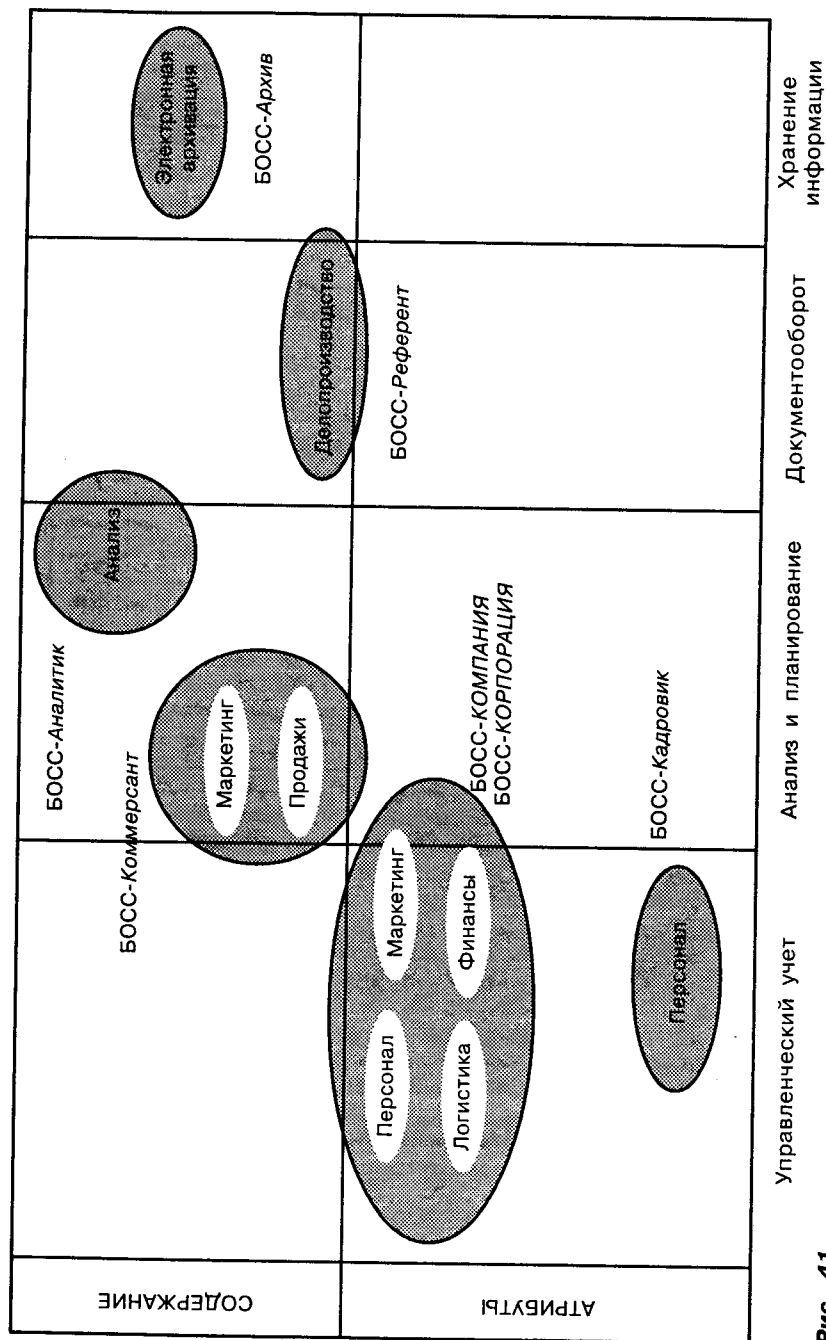 СОДЕРЖАНИЕ
АТРИБУТЫ
БОСС-Аналитик
Анализ
БОСС-Коммерсант
Маркетинг
Продажи
Электронная
архивация
БОСС-Архив
Делопроизводство
БОСС-Референт
Персонал
Маркетинг
Логистика
Финансы
БОСС-КОМПАНИЯ
БОСС-КОРПОРАЦИЯ
БОСС-Кадровик
Персонал
Управленческий учет
Анализ и планирование
Документооборот
Хранение
информации
Рис. 41